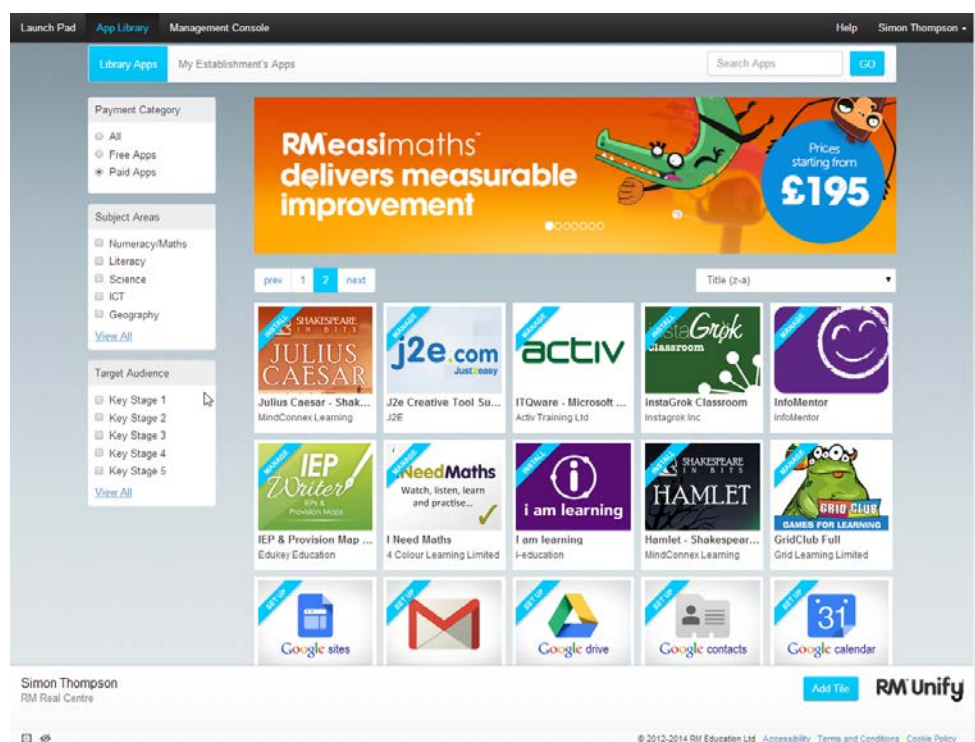 Launch Pad App Library Management Console Help Simon Thompson
Library Apps My Establishment's Apps Search Apps GO
Payment Category
All
Free Apps
Paid Apps
Subject Areas
Numeracy/Maths
Literacy
Science
ICT
Geography
View All
Target Audience
Key Stage 1
Key Stage 2
Key Stage 3
Key Stage 4
Key Stage 5
View All
RM easimaths
delivers measurable
improvement
Prices
starting from
£195
prev 1 2 next Title (z-a)
INSTALL
SHAKESPEARE
IN BITS
JULIUS
CAESAR
Julius Caesar - Shak...
MindConnex Learning
MANAGE
j2e.com
Just2easy
J2e Creative Tool Su...
J2E
MANAGE
activ
ITQware - Microsoft ...
Activ Training Ltd
INSTALL
instaGrok
Classroom
instaGrok Classroom
Instagrok Inc
MANAGE
InfoMentor
InfoMentor
MANAGE
IEP
Writer
IEPs &
Provision Maps
IEP & Provision Map ...
Edukey Education
MANAGE
iNeedMaths
Watch, listen, learn
and practise...
I Need Maths
4 Colour Learning Limited
INSTALL
i am learning
I am learning
i-education
INSTALL
SHAKESPEARE
IN BITS
HAMLET
Hamlet - Shakespear...
MindConnex Learning
MANAGE
GRID CLUB
GAMES FOR LEARNING
GridClub Full
Grid Learning Limited
SET UP
Google sites
SET UP
SET UP
Google drive
SET UP
Google contacts
SET UP
31
Google calendar
Simon Thompson
RM Real Centre
Add Tile RM Unify
© 2012-2014 RM Education Ltd Accessibility Terms and Conditions Cookie Policy